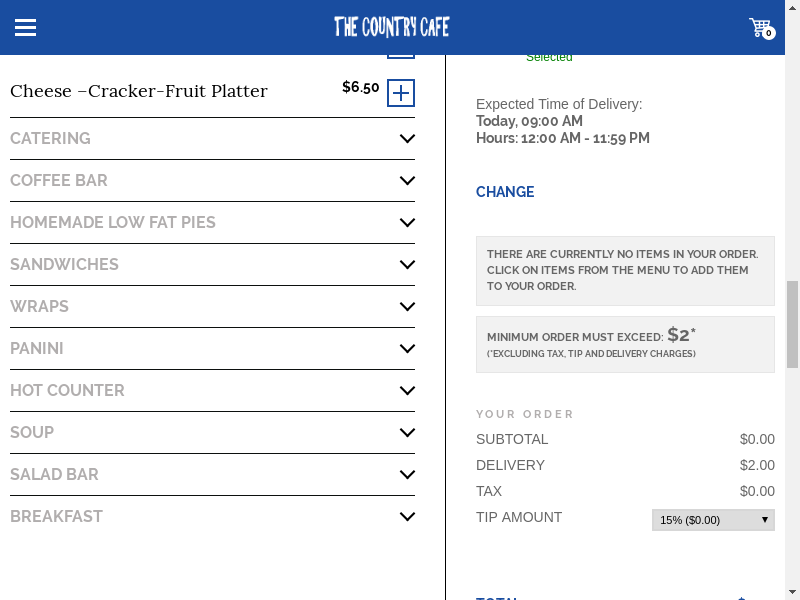 THE COUNTRY CAFE
0
Selected
Cheese –Cracker-Fruit Platter
$6.50
CATERING
COFFEE BAR
HOMEMADE LOW FAT PIES
SANDWICHES
WRAPS
PANINI
HOT COUNTER
SOUP
SALAD BAR
BREAKFAST
Expected Time of Delivery:
Today, 09:00 AM
Hours: 12:00 AM - 11:59 PM
CHANGE
THERE ARE CURRENTLY NO ITEMS IN YOUR ORDER.
CLICK ON ITEMS FROM THE MENU TO ADD THEM
TO YOUR ORDER.
MINIMUM ORDER MUST EXCEED: $2*
(*EXCLUDING TAX, TIP AND DELIVERY CHARGES)
YOUR ORDER
SUBTOTAL $0.00
DELIVERY $2.00
TAX $0.00
TIP AMOUNT 15% ($0.00)